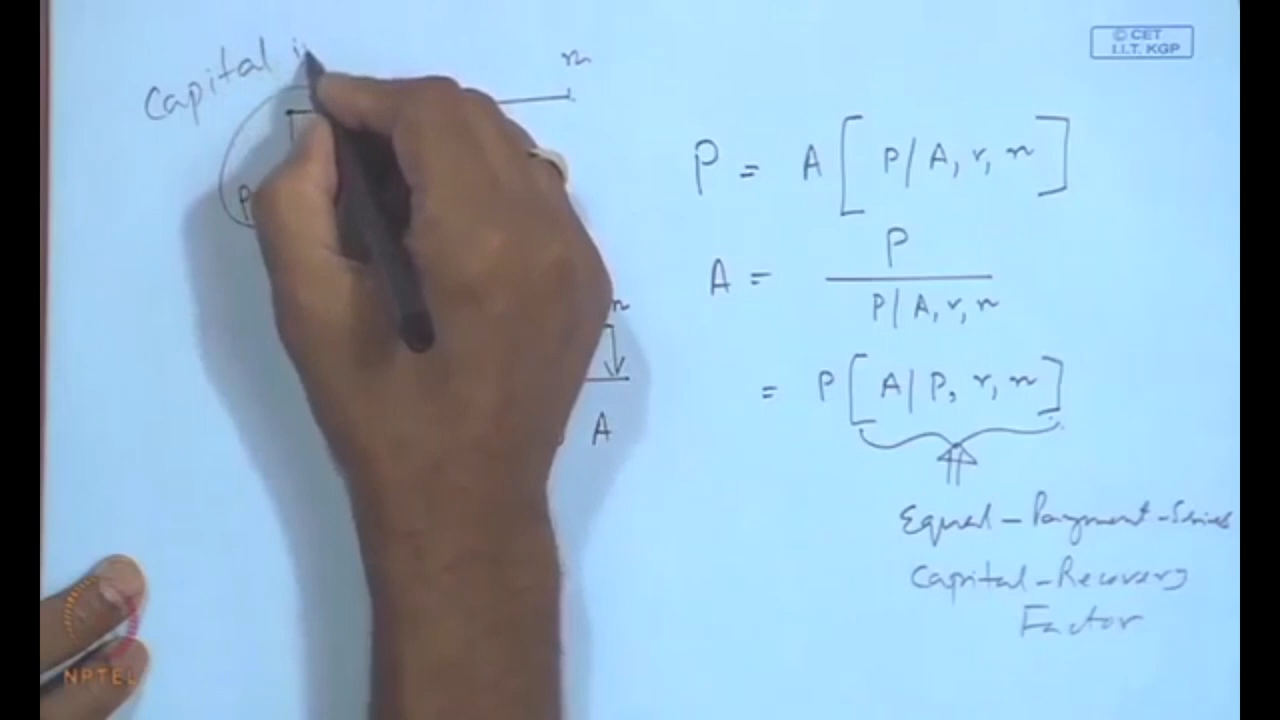 © CET
I.I.T. KGP
Capital i
n
P
n
A
P = A [ P/A, r, n ]
A = P
P/A, r, n
= P [ A/P, r, n ]
Equal-Payment-Series
Capital-Recovery
Factor
NPTEL